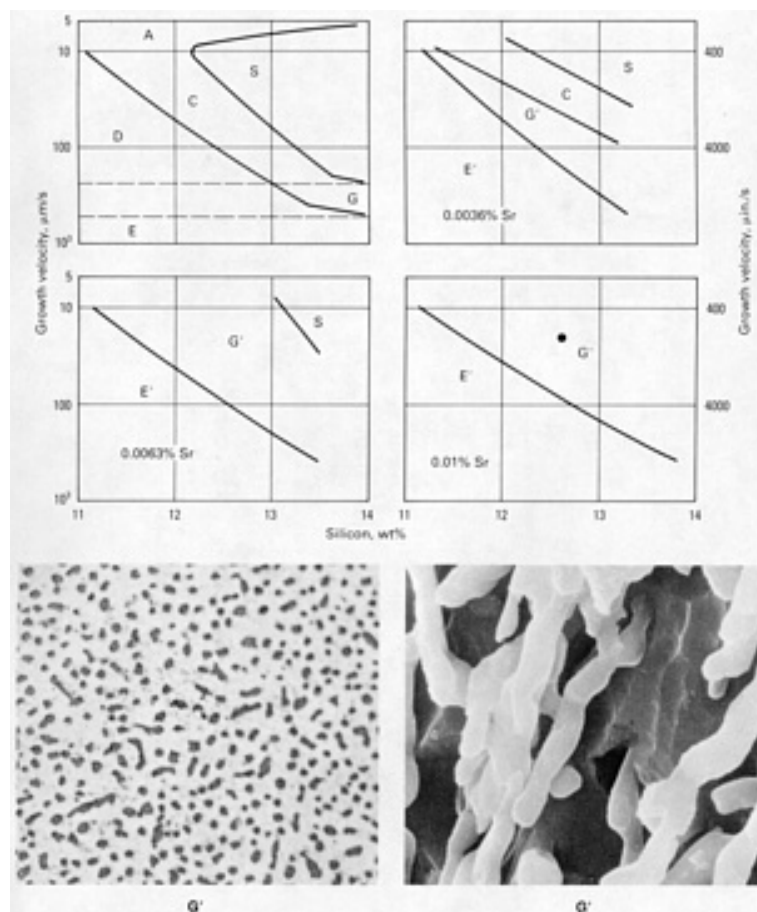 5
10
100
10³
Growth velocity, μm/s
A
S
C
D
G
E
400
4000
Growth velocity, μin./s
S
C
G'
E'
0.0036% Sr
5
10
100
10³
S
G'
E'
0.0063% Sr
11 12 13 14
400
4000
G'
E'
0.01% Sr
11 12 13 14
Silicon, wt%
G' G'